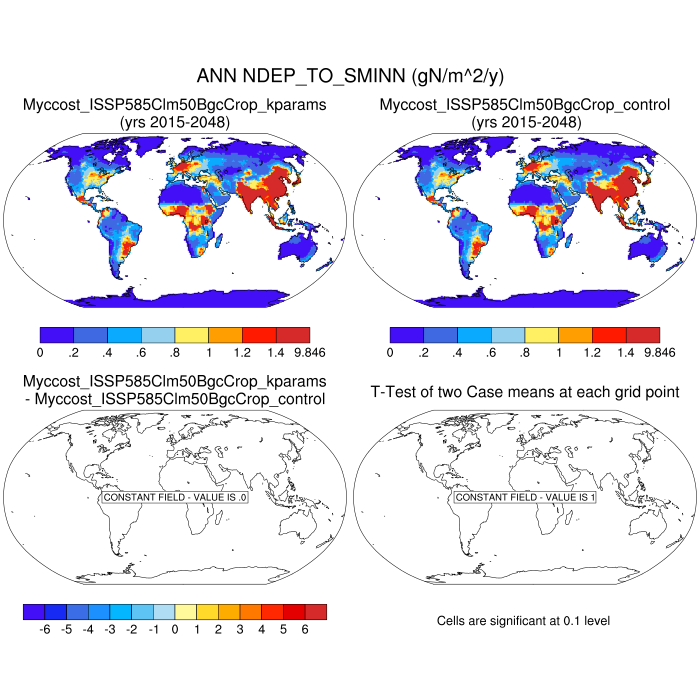 ANN NDEP_TO_SMINN (gN/m^2/y)
Myccost_ISSP585Clm50BgcCrop_kparams
(yrs 2015-2048)
Myccost_ISSP585Clm50BgcCrop_control
(yrs 2015-2048)
0 .2 .4 .6 .8 1 1.2 1.4 9.846
0 .2 .4 .6 .8 1 1.2 1.4 9.846
Myccost_ISSP585Clm50BgcCrop_kparams
- Myccost_ISSP585Clm50BgcCrop_control
T-Test of two Case means at each grid point
CONSTANT FIELD - VALUE IS .0
CONSTANT FIELD - VALUE IS 1
-6 -5 -4 -3 -2 -1 0 1 2 3 4 5 6
Cells are significant at 0.1 level